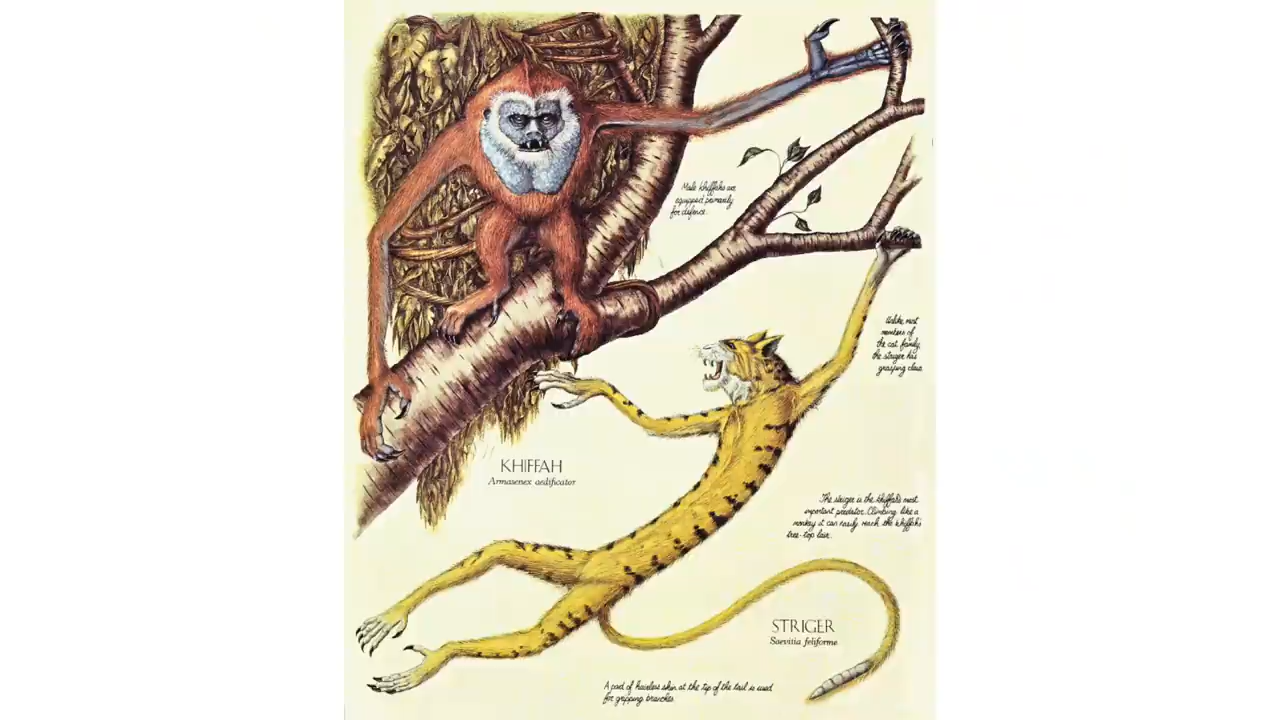 Male khiffahs are
equipped primarily
for defence.
Unlike most
members of
the cat family,
the striger has
grasping claws.
KHIFFAH
Armasenex aedificator
The striger is the khiffah's most
important predator. Climbing like a
monkey it can easily reach the khiffah's
tree-top lair.
STRIGER
Saevitia feliforme
A pad of hairless skin at the tip of the tail is used
for gripping branches.